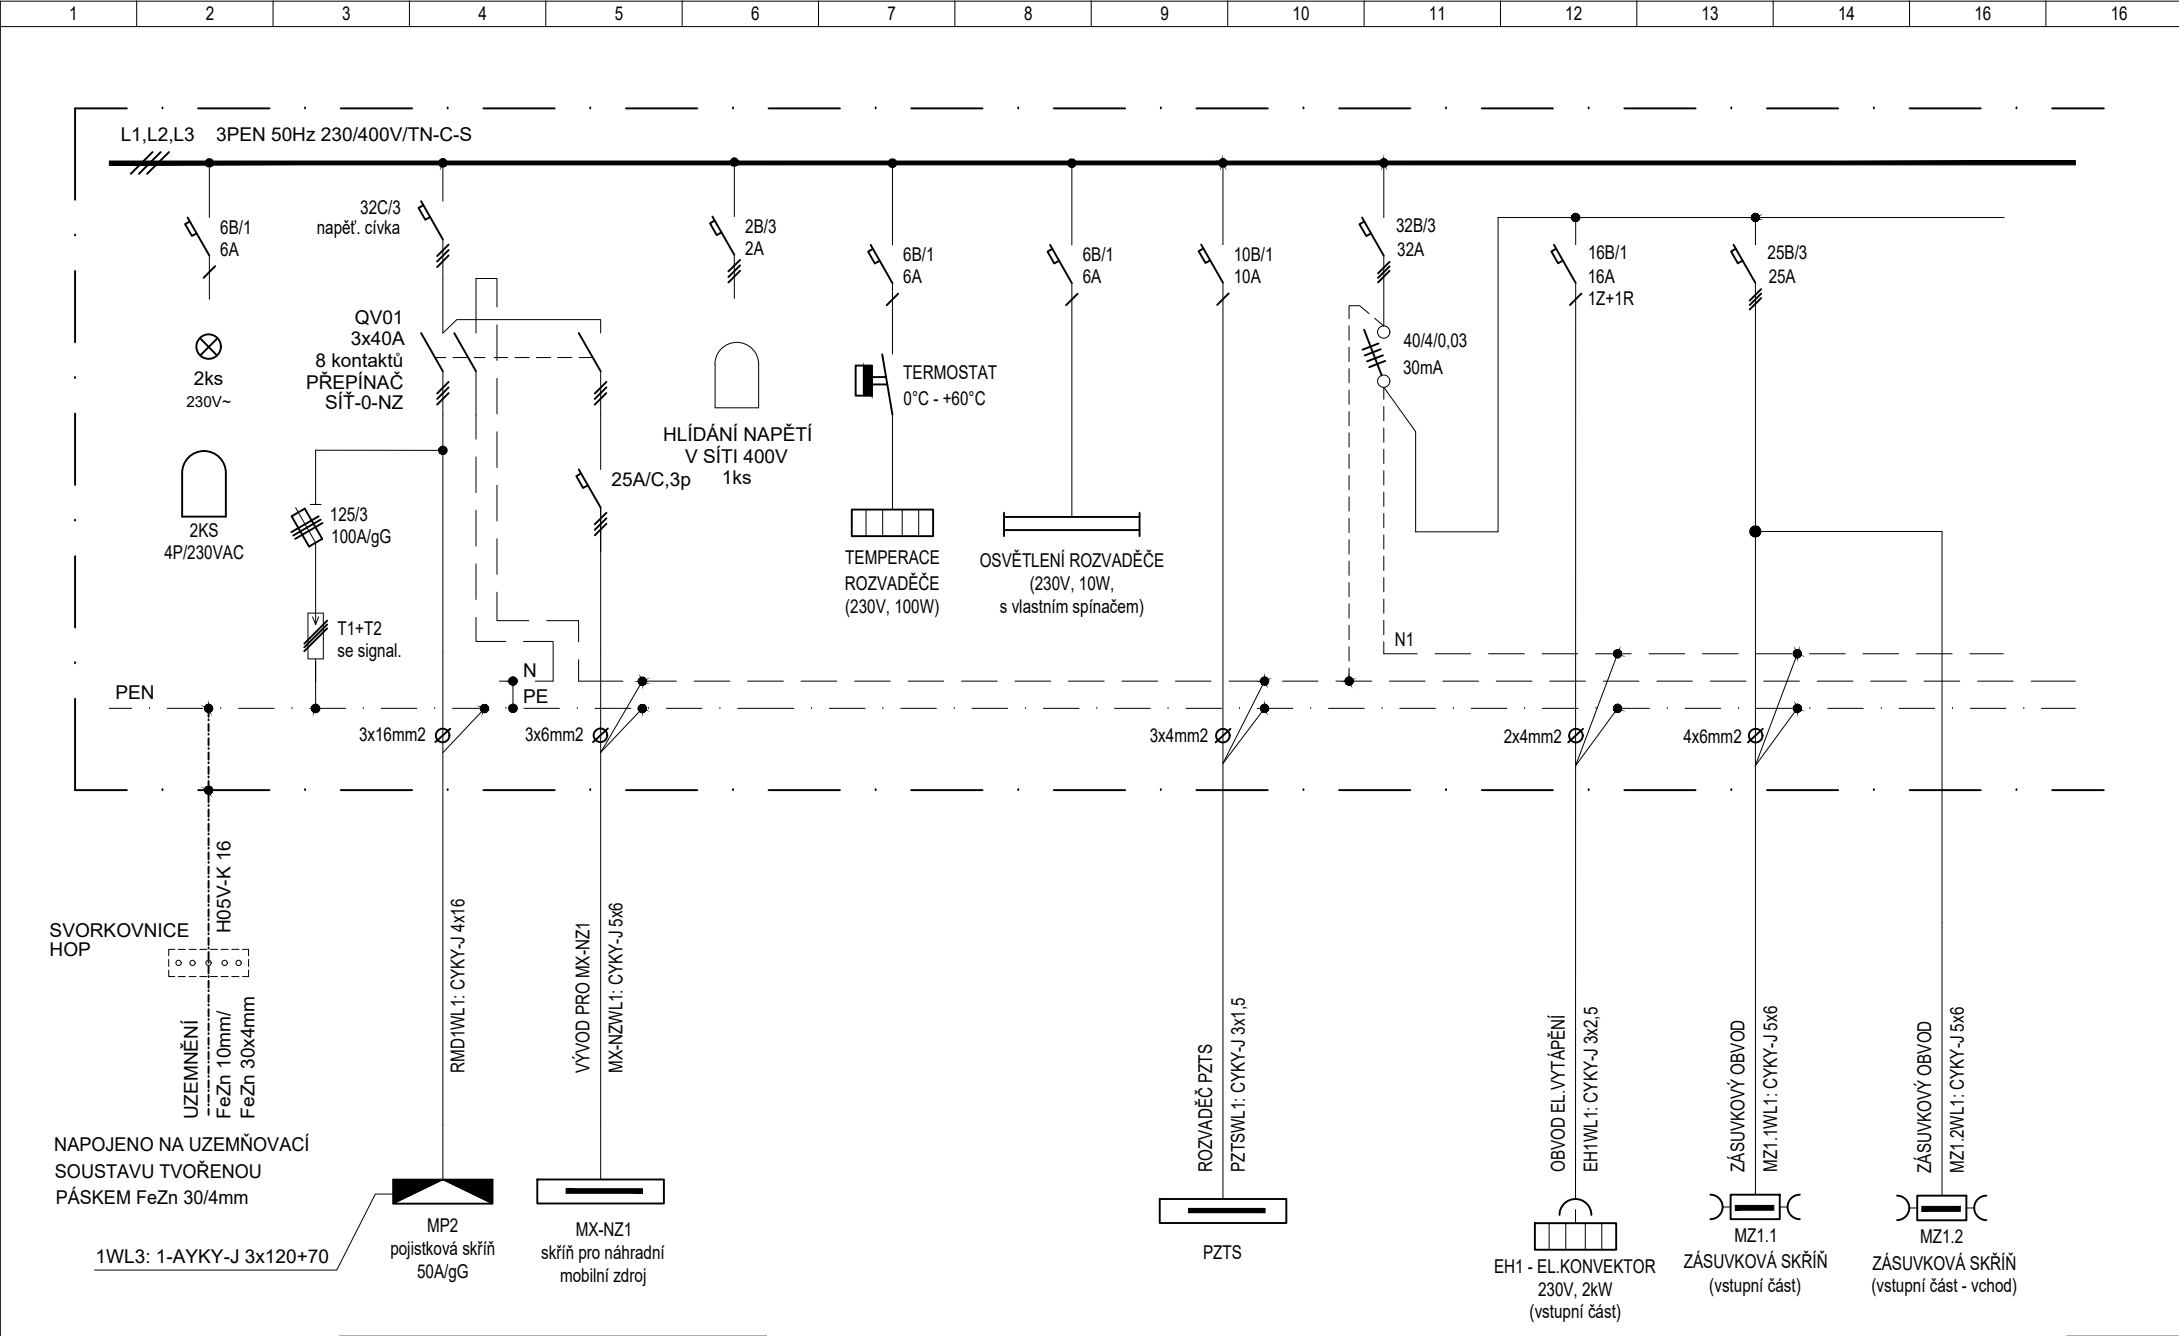 1 2 3 4 5 6 7 8 9 10 11 12 13 14 16 16
L1,L2,L3 3PEN 50Hz 230/400V/TN-C-S
6B/1
6A
2ks
230V~
2KS
4P/230VAC
32C/3
napěť. cívka
QV01
3x40A
8 kontaktů
PŘEPÍNAČ
SÍŤ-0-NZ
125/3
100A/gG
T1+T2
se signal.
25A/C,3p
2B/3
2A
HLÍDÁNÍ NAPĚTÍ
V SÍTI 400V
1ks
6B/1
6A
TERMOSTAT
0°C - +60°C
TEMPERACE
ROZVADĚČE
(230V, 100W)
6B/1
6A
OSVĚTLENÍ ROZVADĚČE
(230V, 10W,
s vlastním spínačem)
10B/1
10A
32B/3
32A
40/4/0,03
30mA
16B/1
16A
1Z+1R
25B/3
25A
N1
N
PE
PEN
3x16mm2
3x6mm2
3x4mm2
2x4mm2
4x6mm2
SVORKOVNICE
HOP
H05V-K 16
UZEMNĚNÍ
FeZn 10mm/
FeZn 30x4mm
NAPOJENO NA UZEMŇOVACÍ
SOUSTAVU TVOŘENOU
PÁSKEM FeZn 30/4mm
1WL3: 1-AYKY-J 3x120+70
RMD1WL1: CYKY-J 4x16
MP2
pojistková skříň
50A/gG
VÝVOD PRO MX-NZ1
MX-NZWL1: CYKY-J 5x6
MX-NZ1
skříň pro náhradní
mobilní zdroj
ROZVADĚČ PZTS
PZTSWL1: CYKY-J 3x1,5
PZTS
OBVOD EL.VYTÁPĚNÍ
EH1WL1: CYKY-J 3x2,5
EH1 - EL.KONVEKTOR
230V, 2kW
(vstupní část)
ZÁSUVKOVÝ OBVOD
MZ1.1WL1: CYKY-J 5x6
MZ1.1
ZÁSUVKOVÁ SKŘÍŇ
(vstupní část)
ZÁSUVKOVÝ OBVOD
MZ1.2WL1: CYKY-J 5x6
MZ1.2
ZÁSUVKOVÁ SKŘÍŇ
(vstupní část - vchod)